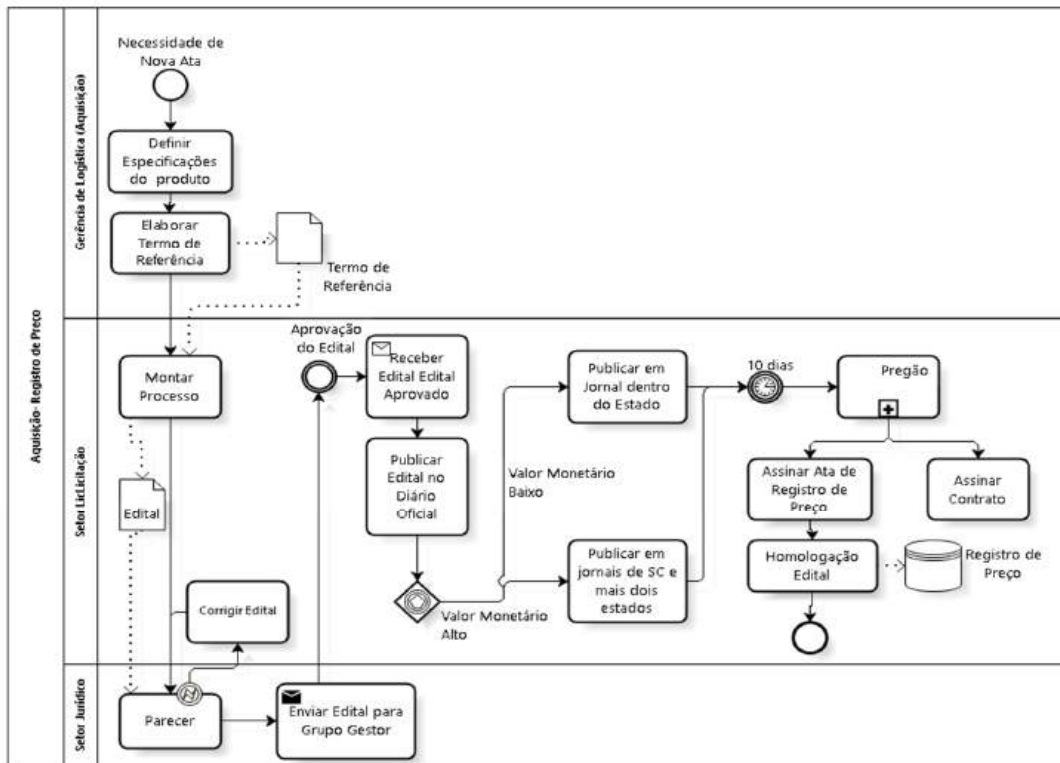 Aquisição- Registro de Preço
Gerência de Logística (Aquisição)
Necessidade de
Nova Ata
Definir
Especificações
do produto
Elaborar
Termo de
Referência
Termo de
Referência
Setor LicLicitação
Montar
Processo
Edital
Corrigir Edital
Aprovação
do Edital
Receber
Edital Edital
Aprovado
Publicar
Edital no
Diário
Oficial
Valor Monetário
Baixo
Valor Monetário
Alto
Publicar em
Jornal dentro
do Estado
Publicar em
jornais de SC e
mais dois
estados
10 dias
Pregão
Assinar Ata de
Registro de
Preço
Assinar
Contrato
Homologação
Edital
Registro de
Preço
Setor Jurídico
Parecer
Enviar Edital para
Grupo Gestor